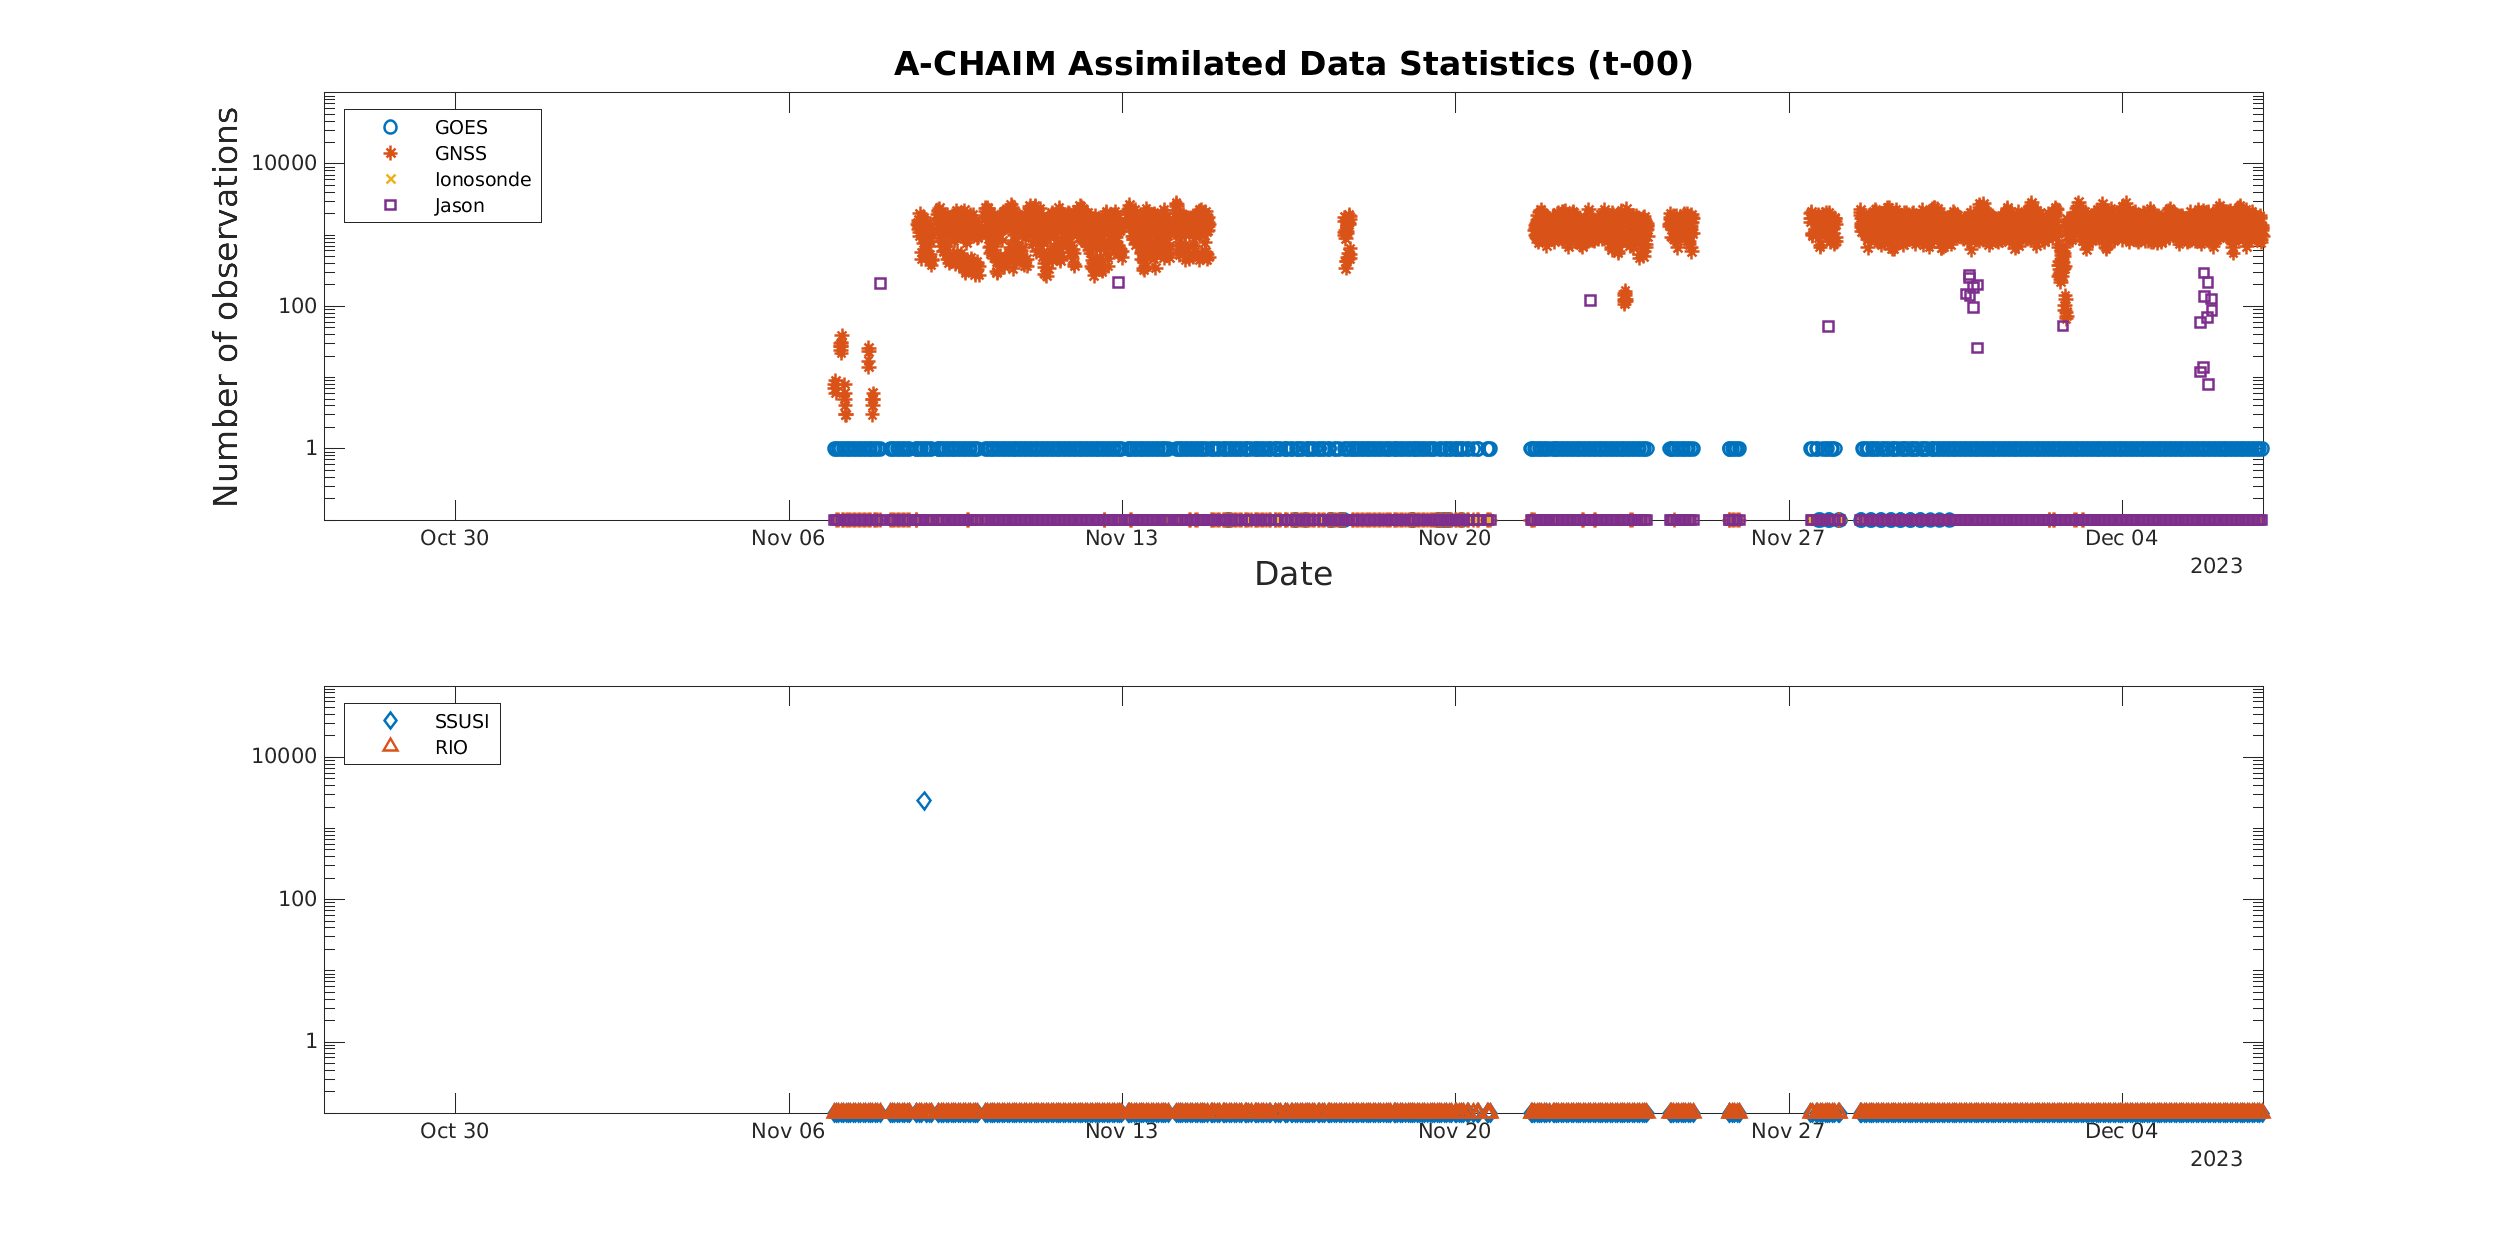 A-CHAIM Assimilated Data Statistics (t-00)
Number of observations
10000
100
1
GOES
GNSS
Ionosonde
Jason
Oct 30
Nov 06
Nov 13
Nov 20
Nov 27
Dec 04
2023
Date
10000
100
1
SSUSI
RIO
Oct 30
Nov 06
Nov 13
Nov 20
Nov 27
Dec 04
2023